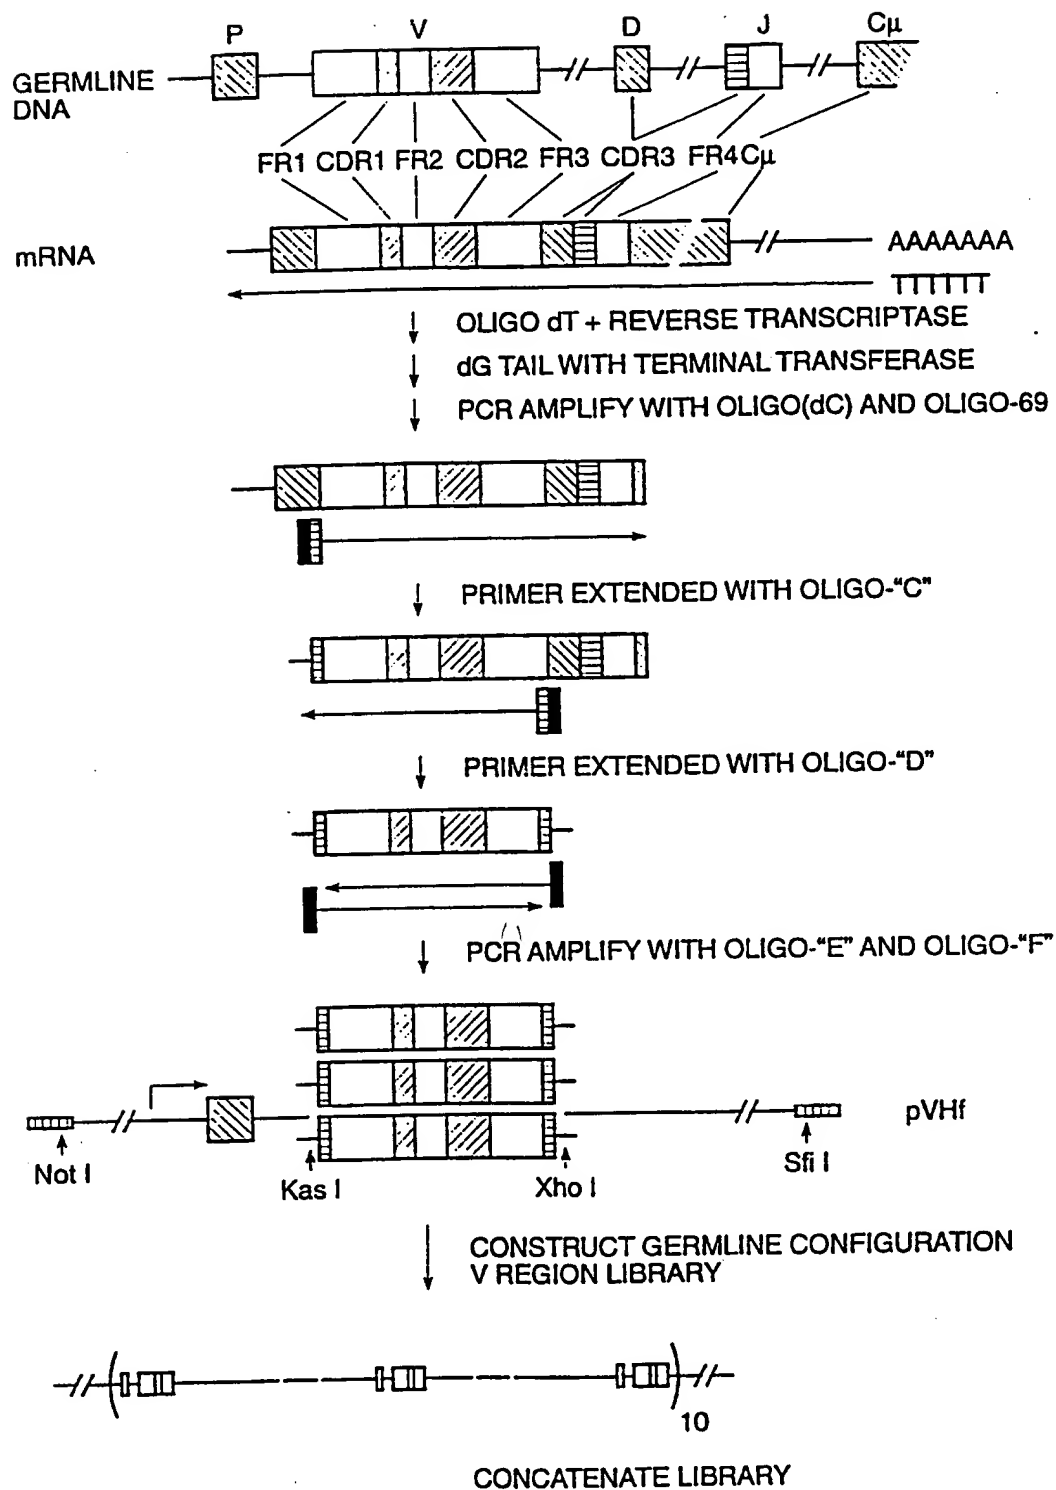 P V D J Cμ
GERMLINE
DNA
FR1 CDR1 FR2 CDR2 FR3 CDR3 FR4 Cμ
mRNA
AAAAAAA
TTTTTT
OLIGO dT + REVERSE TRANSCRIPTASE
dG TAIL WITH TERMINAL TRANSFERASE
PCR AMPLIFY WITH OLIGO(dC) AND OLIGO-69
PRIMER EXTENDED WITH OLIGO-"C"
PRIMER EXTENDED WITH OLIGO-"D"
PCR AMPLIFY WITH OLIGO-"E" AND OLIGO-"F"
pVHf
Not I Kas I Xho I Sfi I
CONSTRUCT GERMLINE CONFIGURATION
V REGION LIBRARY
10
CONCATENATE LIBRARY